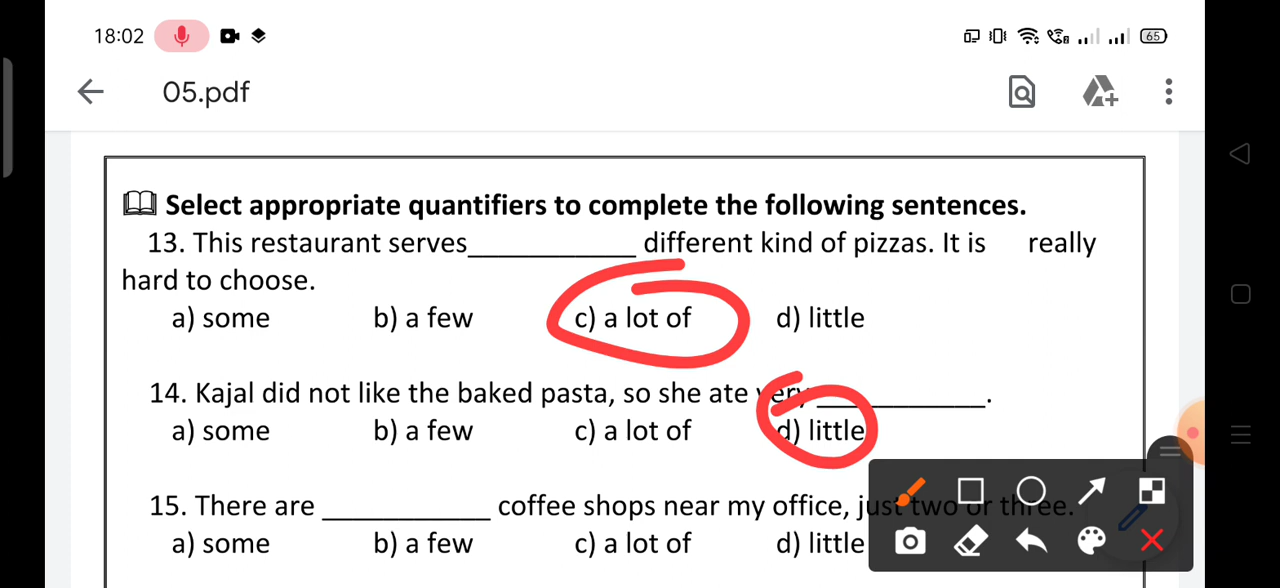 18:02
65
05.pdf
Select appropriate quantifiers to complete the following sentences.
13. This restaurant serves___________ different kind of pizzas. It is really
hard to choose.
a) some b) a few c) a lot of d) little
14. Kajal did not like the baked pasta, so she ate very ___________.
a) some b) a few c) a lot of d) little
15. There are ___________ coffee shops near my office, just two or three.
a) some b) a few c) a lot of d) little